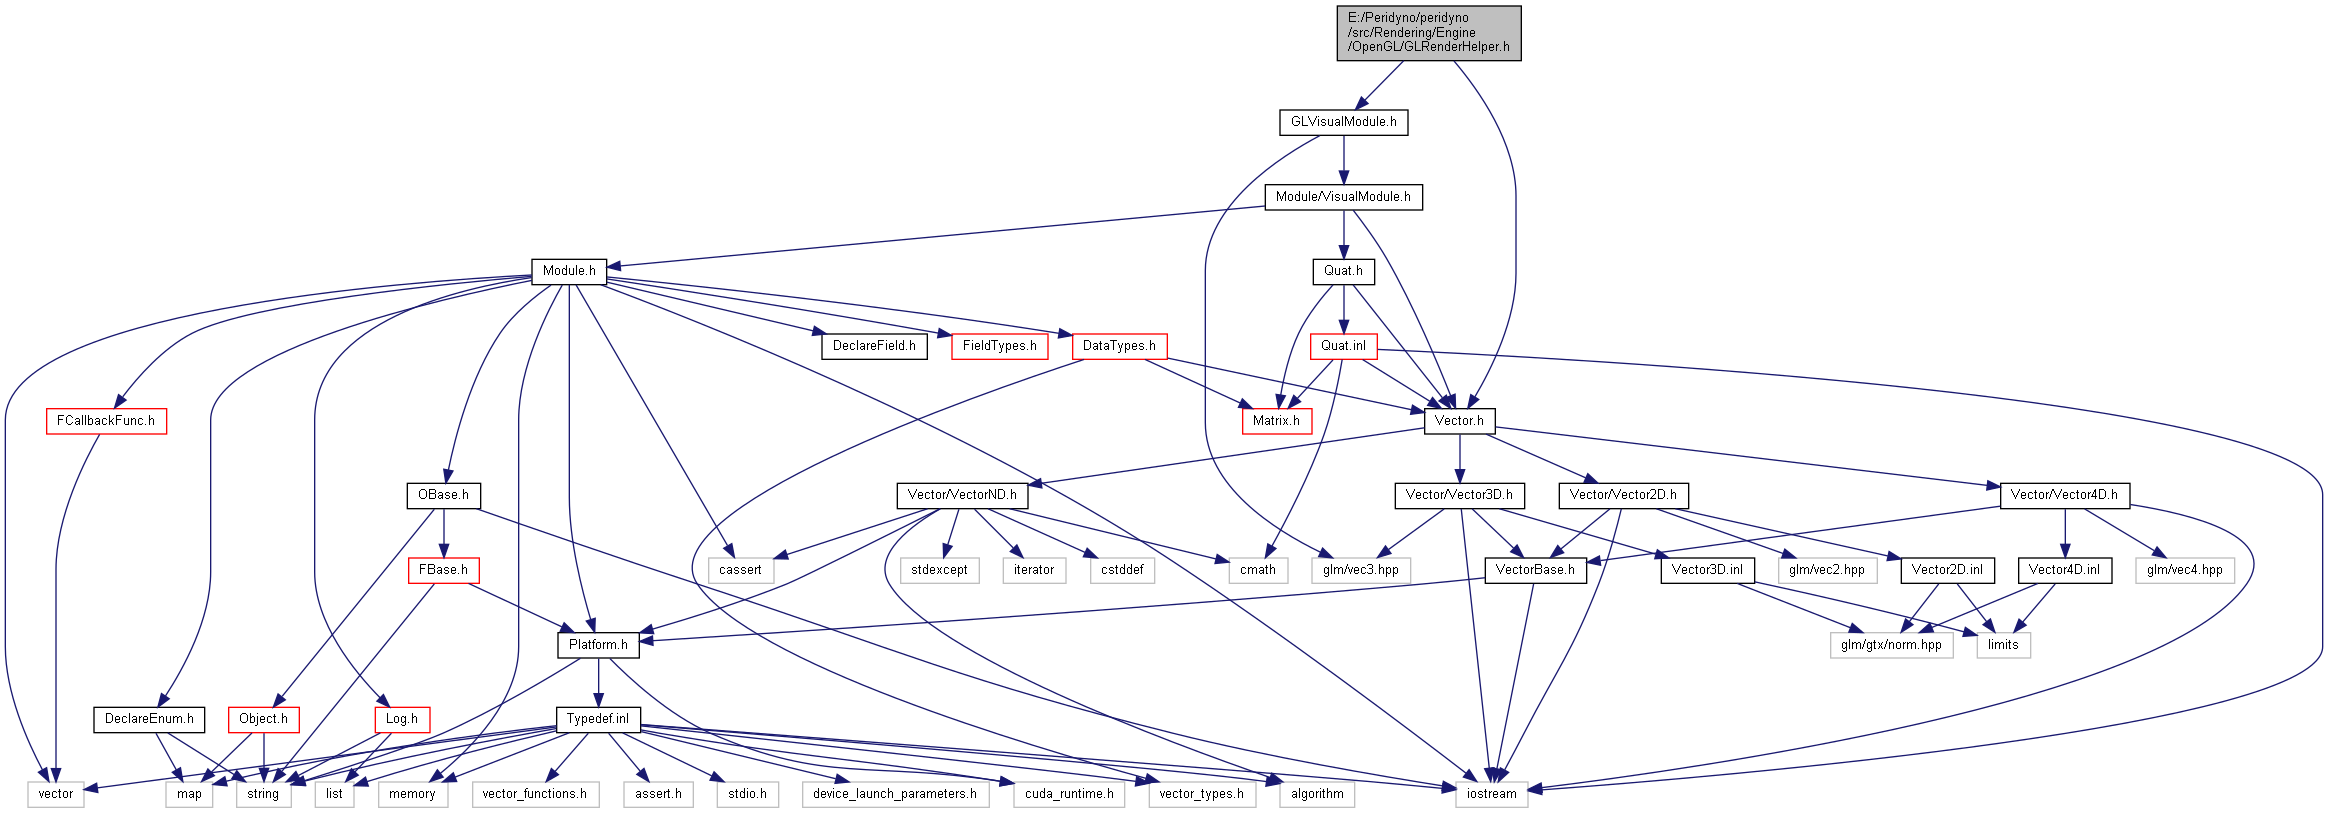 E:/Peridyno/peridyno
/src/Rendering/Engine
/OpenGL/GLRenderHelper.h
GLVisualModule.h
Module/VisualModule.h
Module.h
Quat.h
DeclareField.h
FieldTypes.h
DataTypes.h
Quat.inl
FCallbackFunc.h
Matrix.h
Vector.h
OBase.h
Vector/VectorND.h
Vector/Vector3D.h
Vector/Vector2D.h
Vector/Vector4D.h
FBase.h
cassert
stdexcept
iterator
cstddef
cmath
glm/vec3.hpp
VectorBase.h
Vector3D.inl
glm/vec2.hpp
Vector2D.inl
Vector4D.inl
glm/vec4.hpp
Platform.h
glm/gtx/norm.hpp
limits
DeclareEnum.h
Object.h
Log.h
Typedef.inl
vector
map
string
list
memory
vector_functions.h
assert.h
stdio.h
device_launch_parameters.h
cuda_runtime.h
vector_types.h
algorithm
iostream